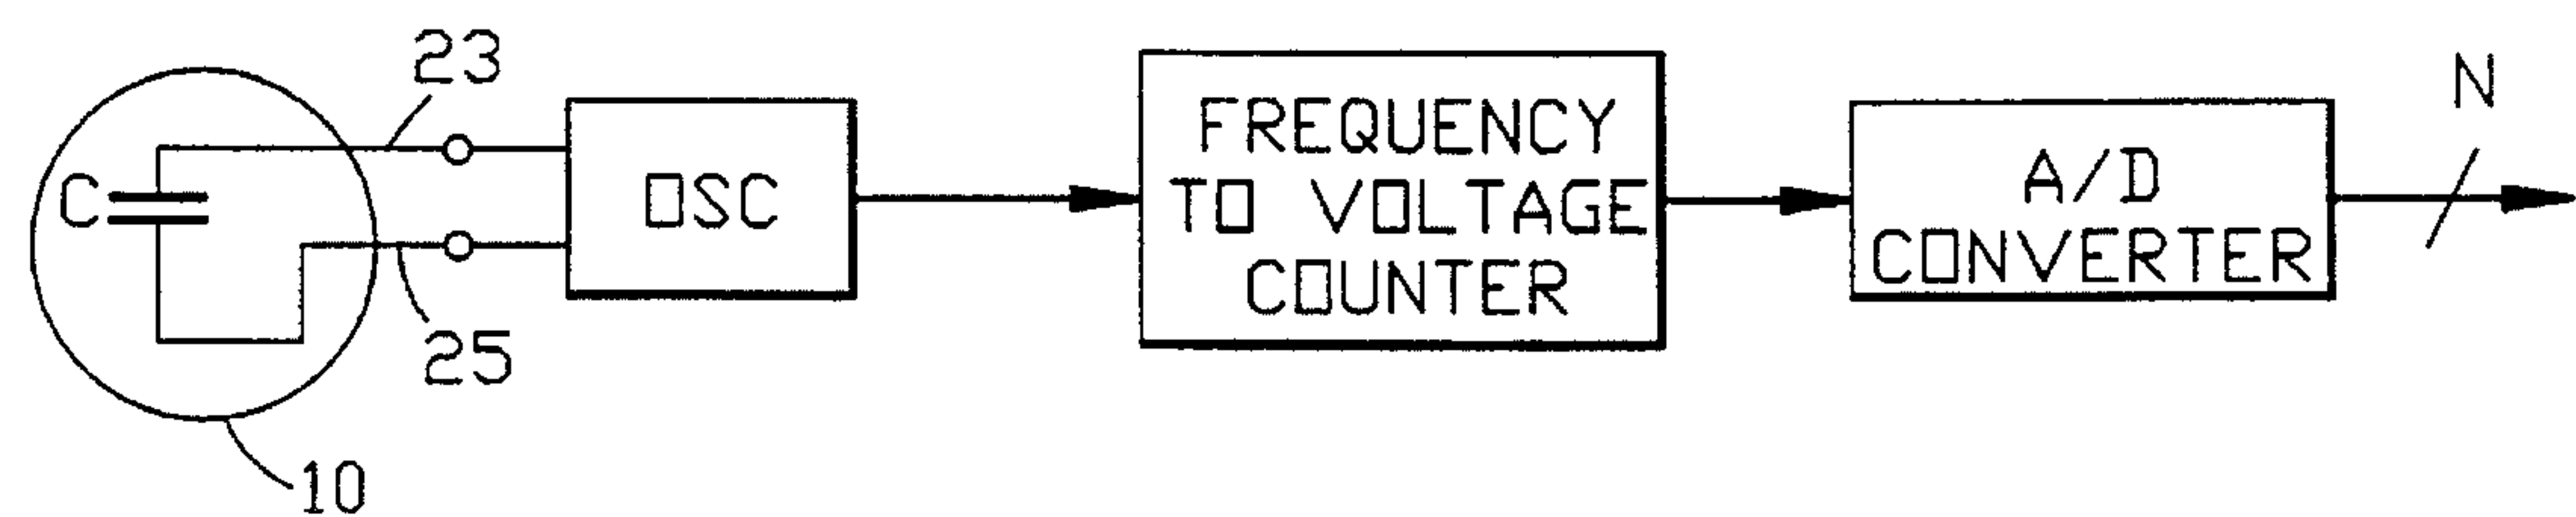 23
C
25
10
OSC
FREQUENCY
TO VOLTAGE
COUNTER
A/D
CONVERTER
N